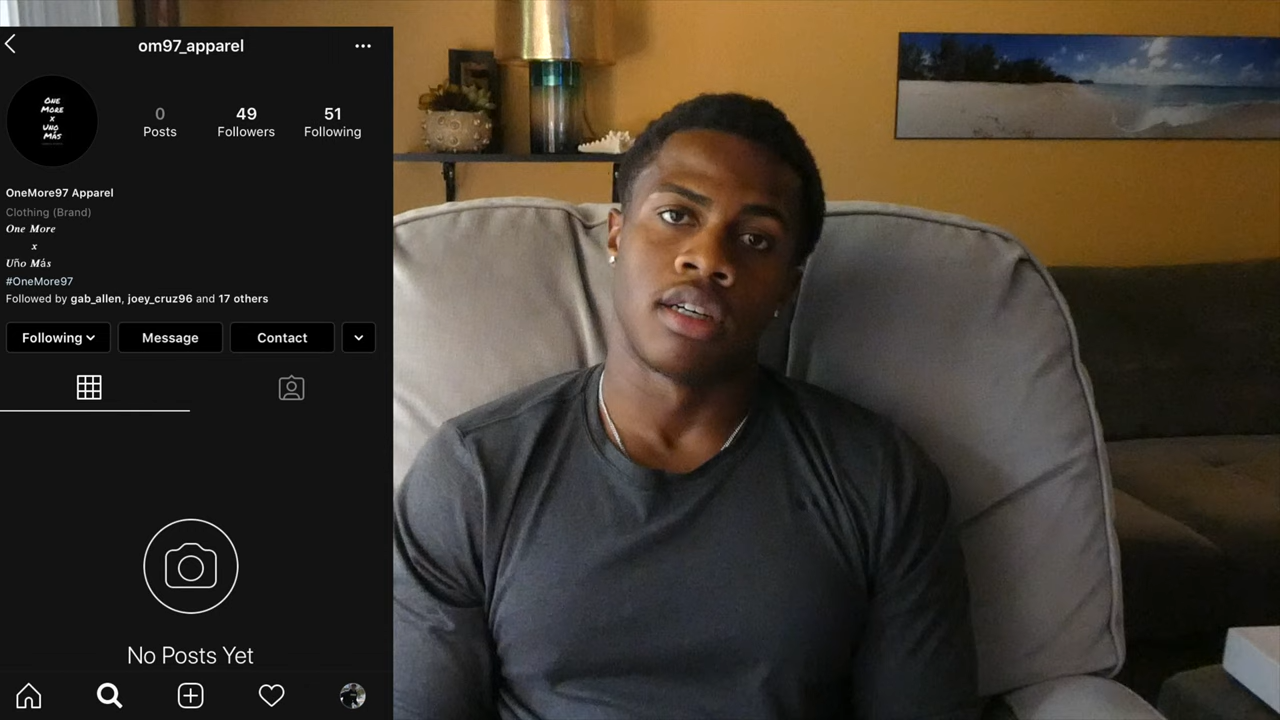 om97_apparel
ONE
MORE
X
UNO
MÁS
0
Posts
49
Followers
51
Following
OneMore97 Apparel
Clothing (Brand)
One More
x
Uño Más
#OneMore97
Followed by gab_allen, joey_cruz96 and 17 others
Following
Message
Contact
No Posts Yet